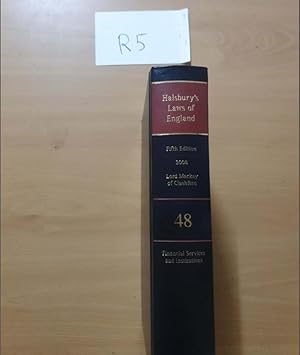 R5
Halsbury's
Laws of
England
Fifth Edition
2008
Lord Mackay
of Clashfern
48
Financial Services
and Institutions